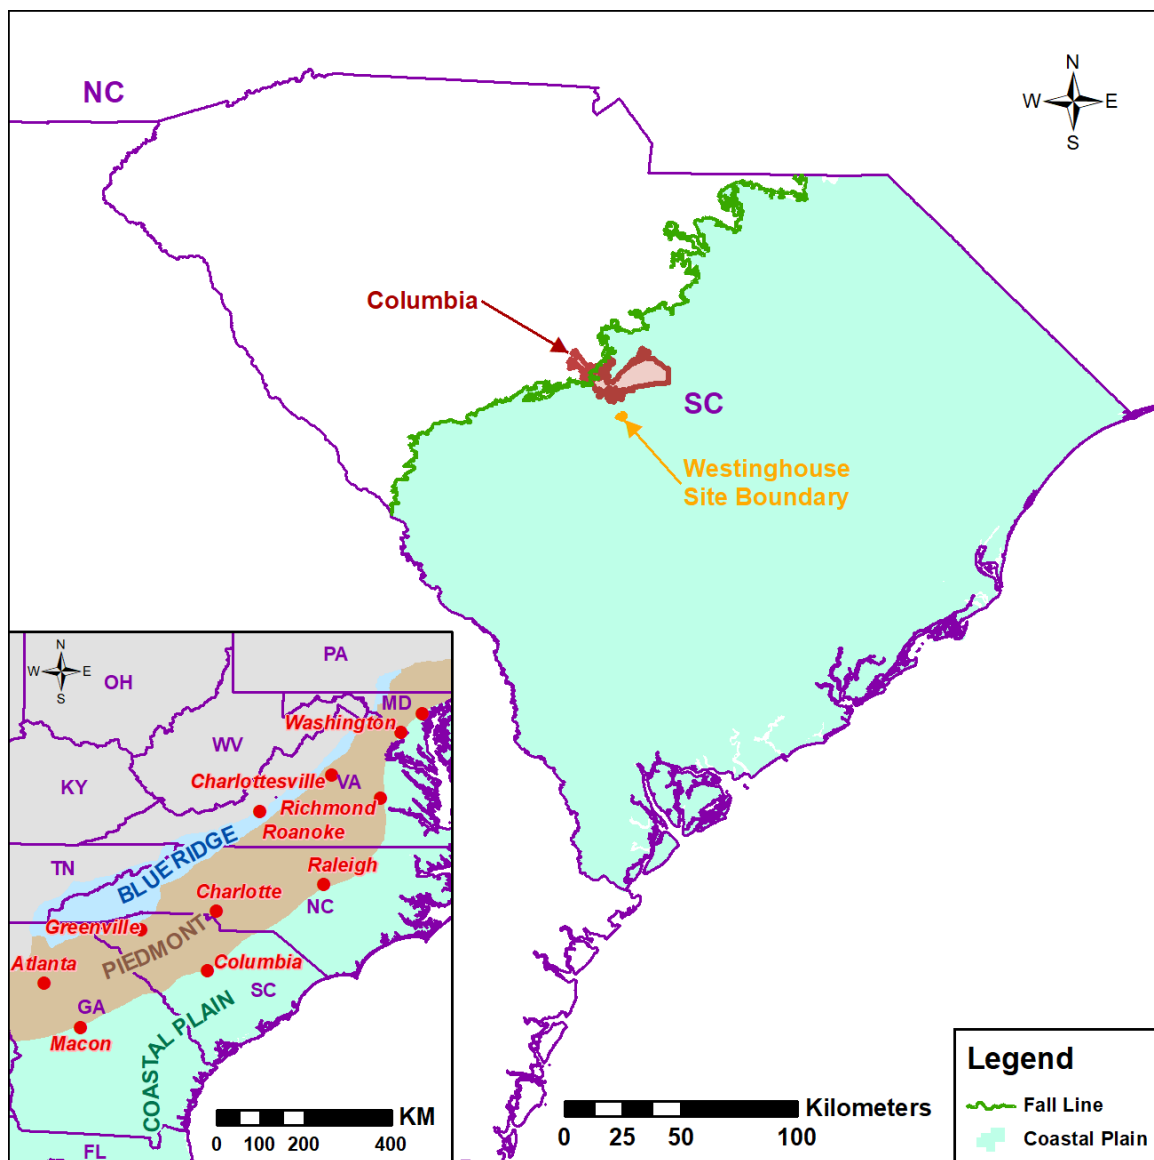 NC
N
W
E
S
Columbia
SC
Westinghouse
Site Boundary
N
W
E
S
PA
OH
MD
Washington
WV
Charlottesville
VA
KY
Richmond
Roanoke
BLUE RIDGE
TN
Raleigh
Charlotte
NC
Greenville
PIEDMONT
Atlanta
Columbia
SC
GA
Macon
COASTAL PLAIN
FL
KM
0 100 200 400
Kilometers
0 25 50 100
Legend
Fall Line
Coastal Plain